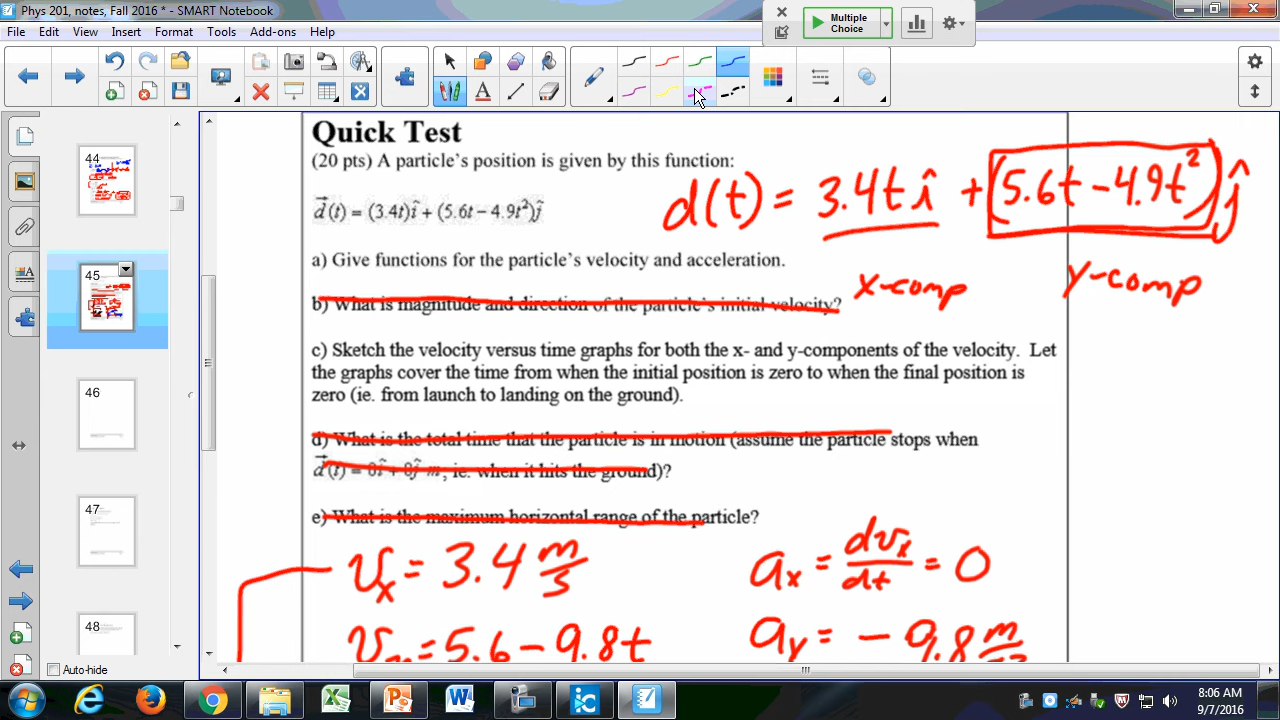 Phys 201, notes, Fall 2016 * - SMART Notebook
Multiple
Choice
File Edit View Insert Format Tools Add-ons Help
44
45
46
47
48
Auto-hide
Quick Test
(20 pts) A particle's position is given by this function:
d⃗(t) = (3.4t)î + (5.6t − 4.9t²)ĵ
d(t) = 3.4t î + (5.6t − 4.9t²)ĵ
a) Give functions for the particle's velocity and acceleration.
x-comp
y-comp
b) What is magnitude and direction of the particle's initial velocity?
c) Sketch the velocity versus time graphs for both the x- and y-components of the velocity. Let
the graphs cover the time from when the initial position is zero to when the final position is
zero (ie. from launch to landing on the ground).
d) What is the total time that the particle is in motion (assume the particle stops when
d⃗(t) = 0î + 0ĵ m, ie. when it hits the ground)?
e) What is the maximum horizontal range of the particle?
vₓ = 3.4 m/s
aₓ = dvₓ/dt = 0
= 5.6 − 9.8t
a_y = − 9.8 m
8:06 AM
9/7/2016